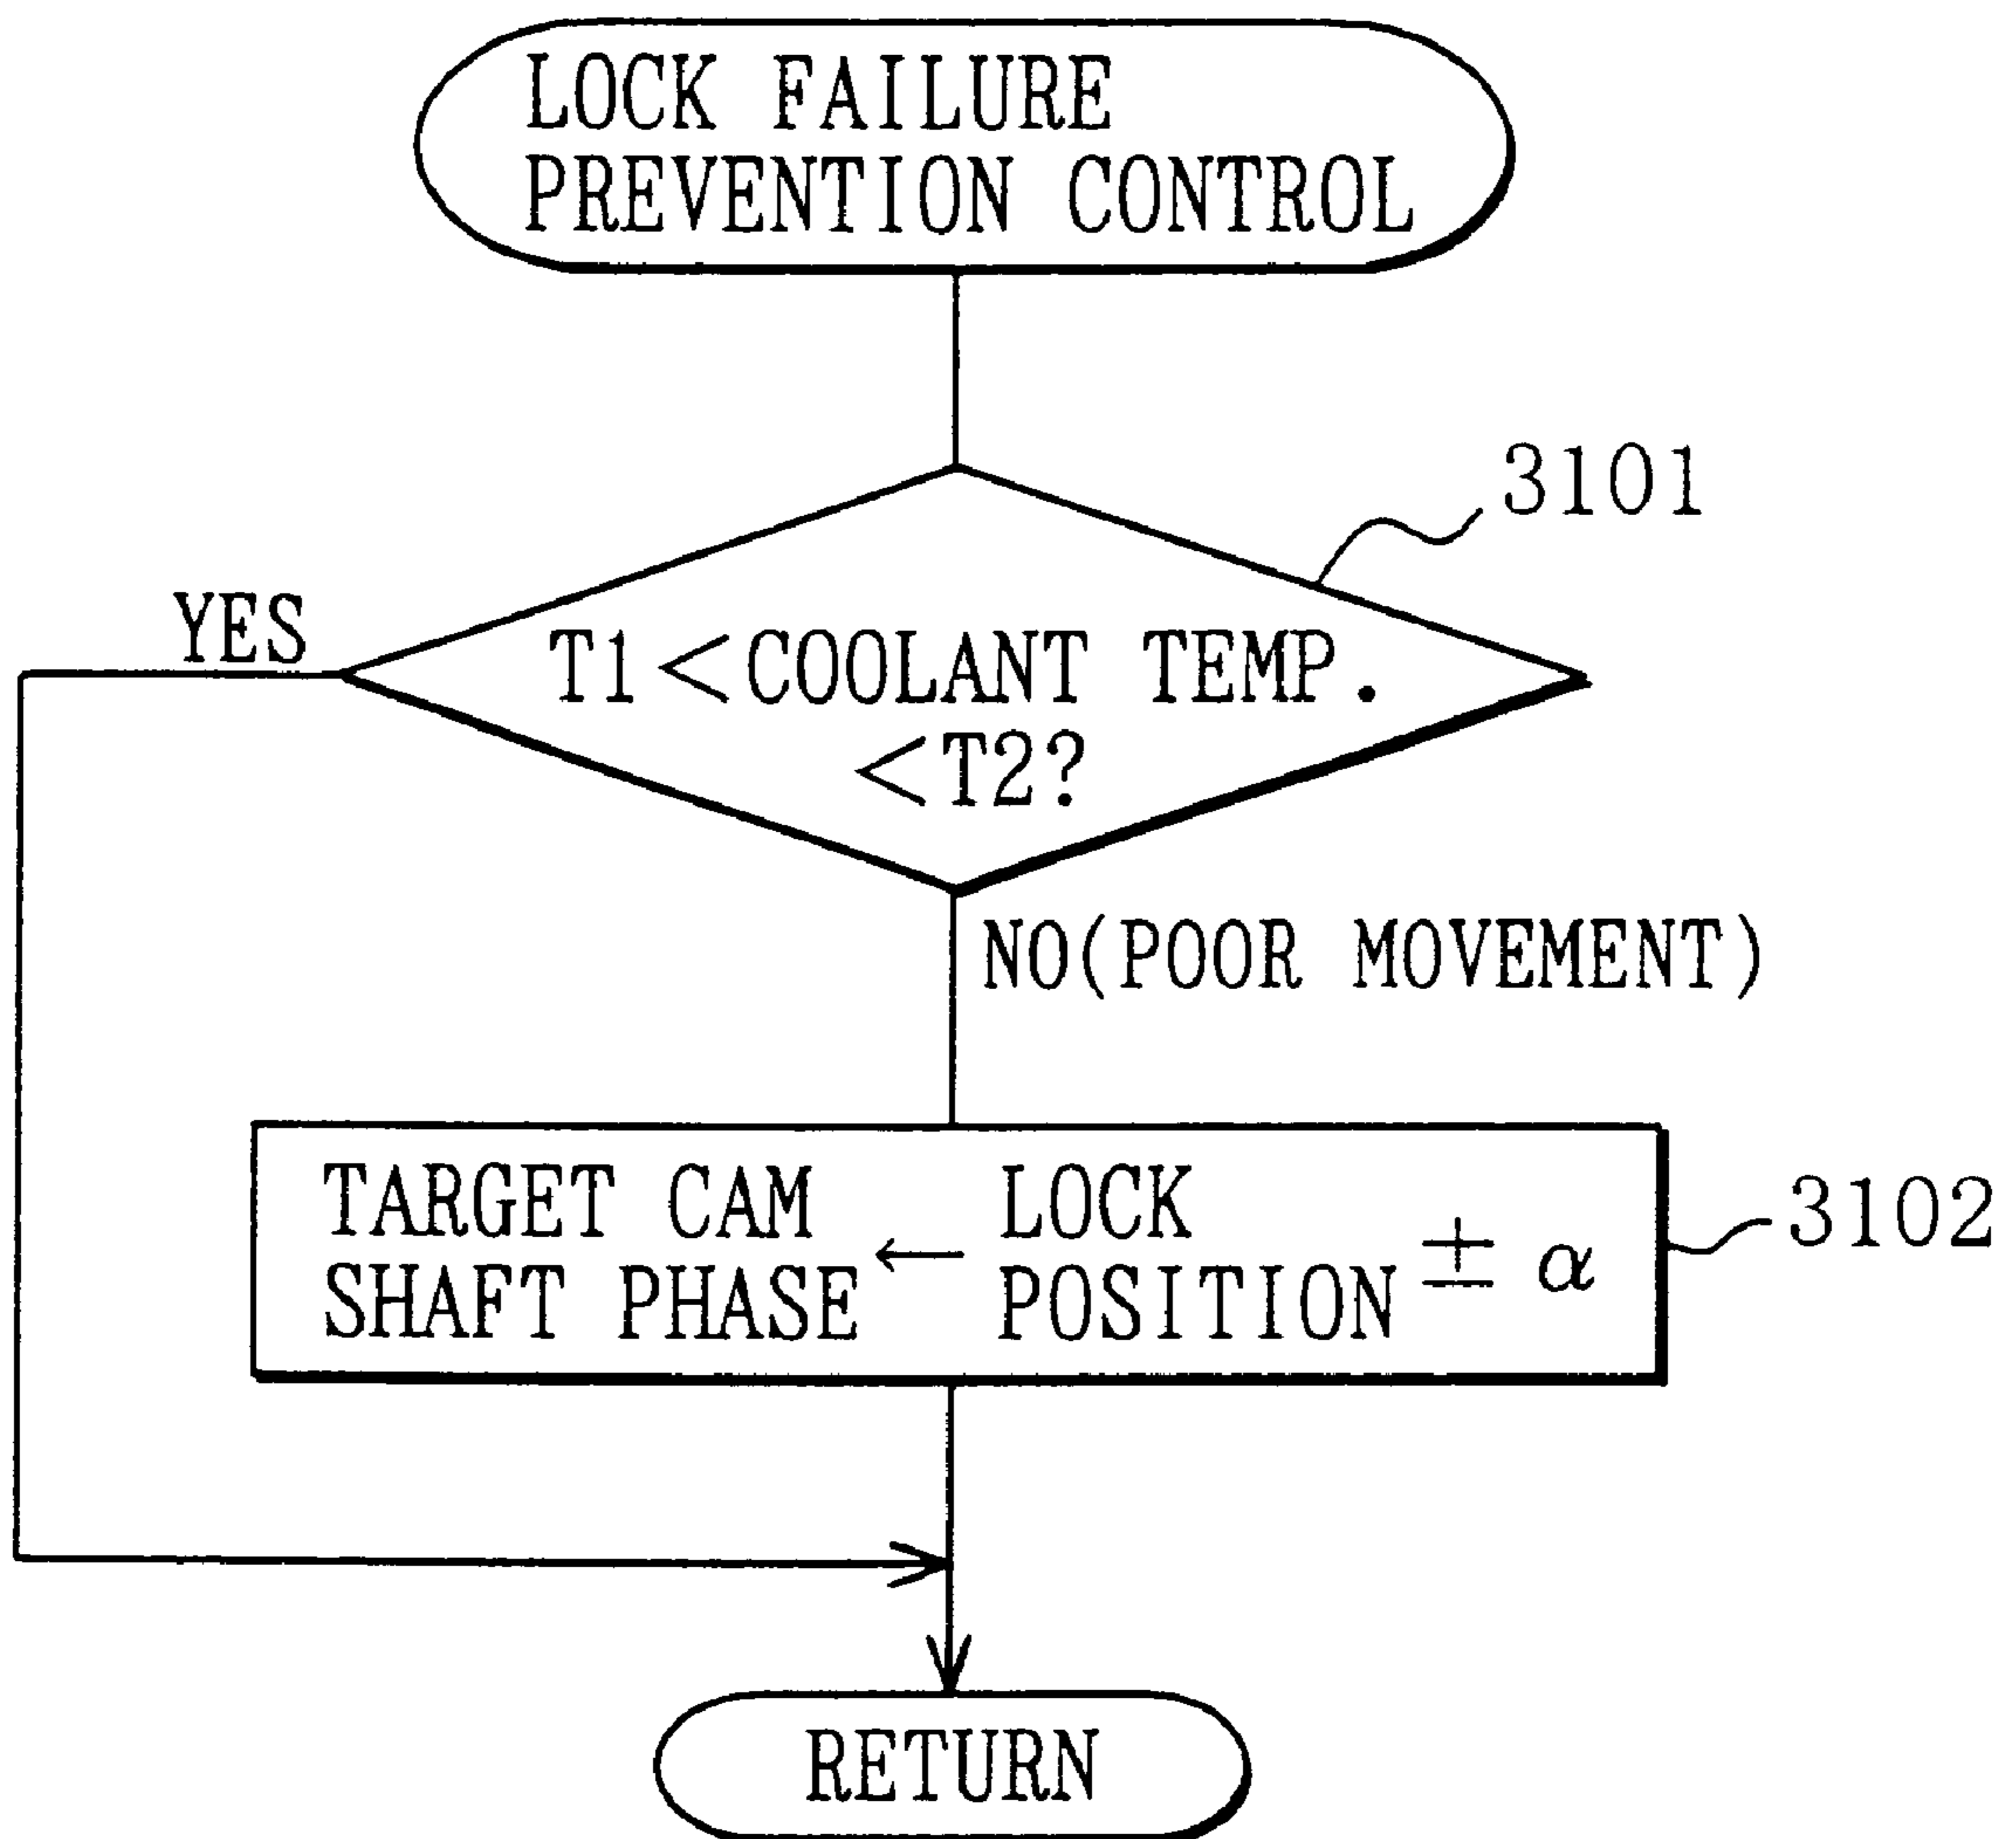 LOCK FAILURE
PREVENTION CONTROL
3101
YES
T1<COOLANT TEMP.
<T2?
NO(POOR MOVEMENT)
TARGET CAM
SHAFT PHASE
←
LOCK
POSITION
± α
3102
RETURN